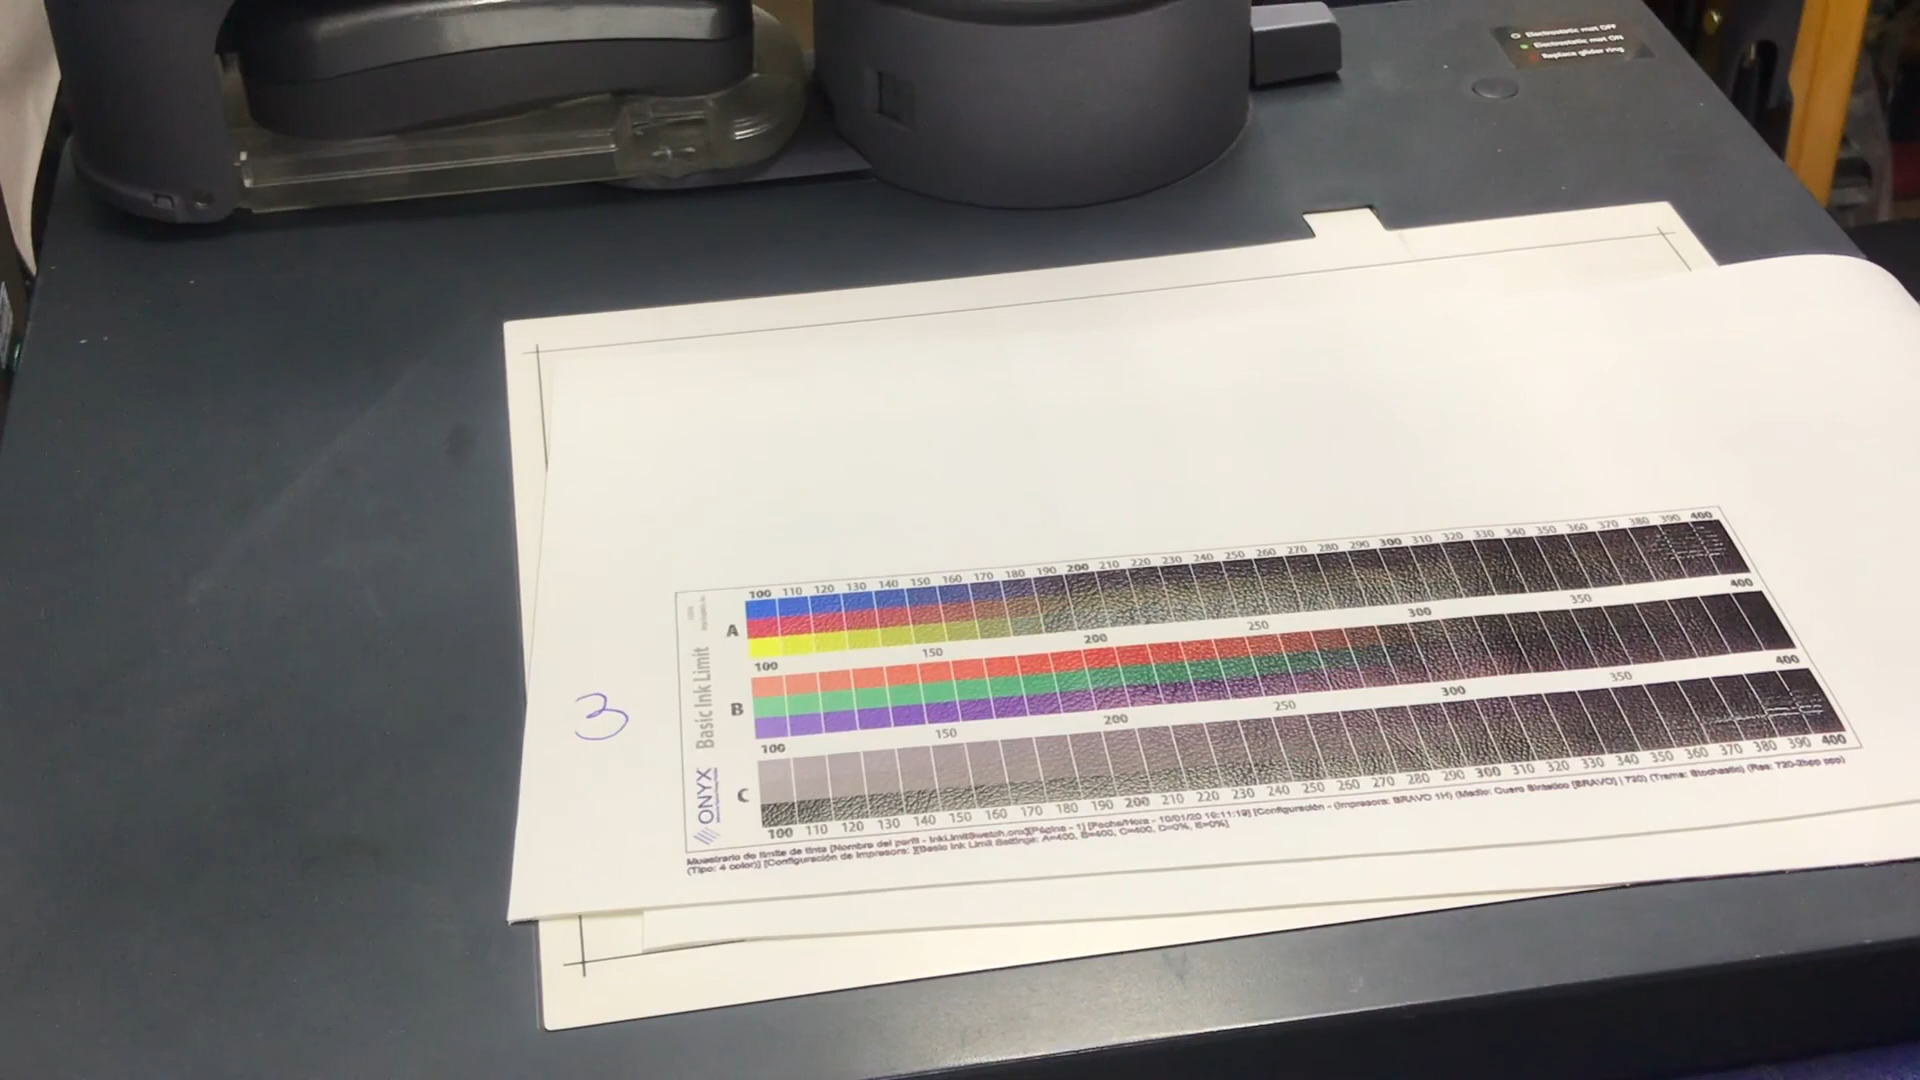 Electrostatic mat OFF
Electrostatic mat ON
Replace glider ring
3
ONYX Basic Ink Limit
A
100 110 120 130 140 150 160 170 180 190 200 210 220 230 240 250 260 270 280 290 300 310 320 330 340 350 360 370 380 390 400
100 150 200 250 300 350 400
B
100 150 200 250 300 350 400
C
100 110 120 130 140 150 160 170 180 190 200 210 220 230 240 250 260 270 280 290 300 310 320 330 340 350 360 370 380 390 400
Muestrario de límite de tinta [Nombre del perfil - InkLimitSwatch.onx][Página - 1] [Fecha/Hora - 10/01/20 10:11:19] [Configuración - (Impresora: BRAVO 1H) (Medio: Cuero Sintetico [BRAVO] | 720) (Trama: Stochastic) (Res: 720-2bpp spp)
(Tipo: 4 color)] [Configuración de impresora: ][Basic Ink Limit Settings: A=400, B=400, C=400, D=0%, E=0%]